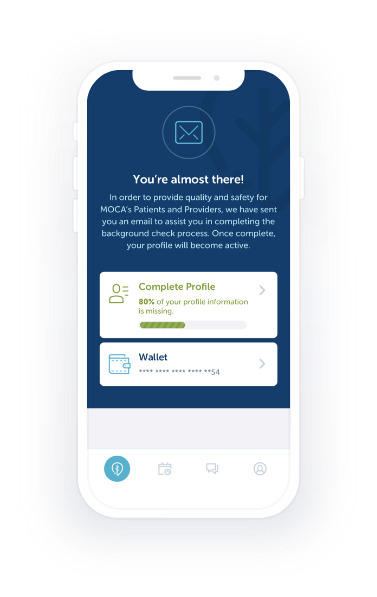 You're almost there!
In order to provide quality and safety for
MOCA's Patients and Providers, we have sent
you an email to assist you in completing the
background check process. Once complete,
your profile will become active.
Complete Profile
80% of your profile information
is missing.
Wallet
**** **** **** **** **54